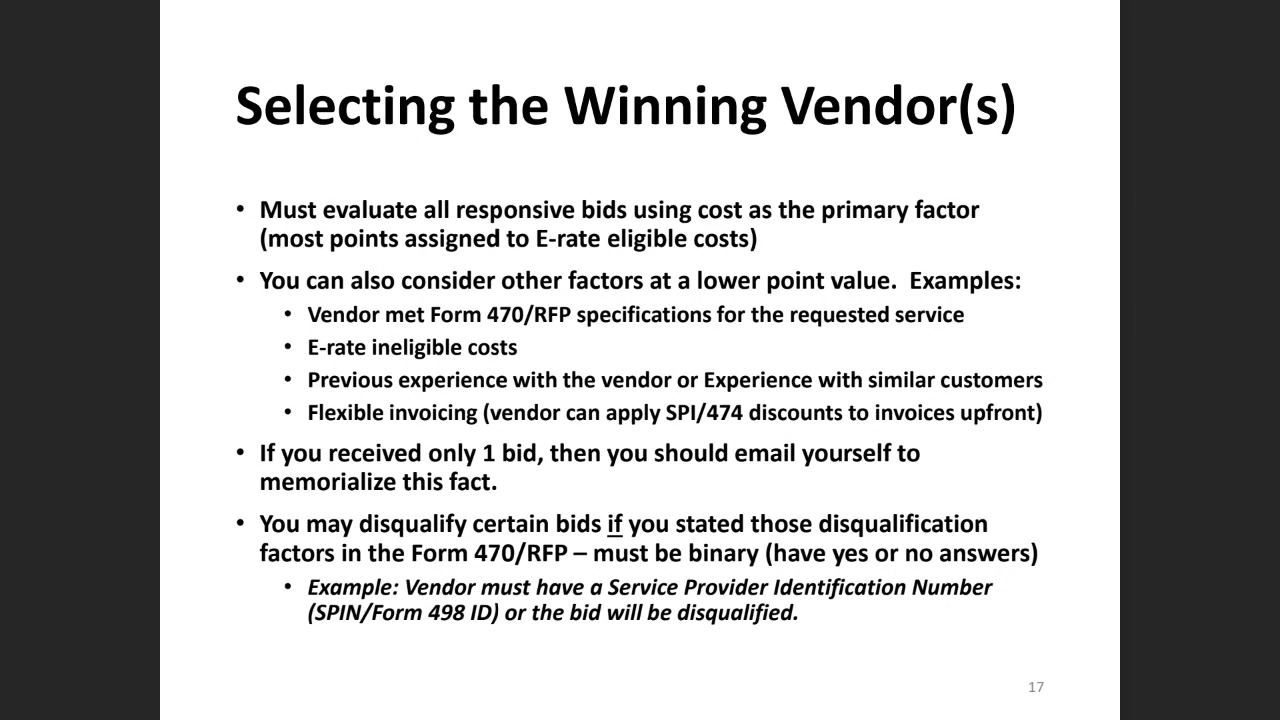 Selecting the Winning Vendor(s)
• Must evaluate all responsive bids using cost as the primary factor
(most points assigned to E-rate eligible costs)
• You can also consider other factors at a lower point value.  Examples:
• Vendor met Form 470/RFP specifications for the requested service
• E-rate ineligible costs
• Previous experience with the vendor or Experience with similar customers
• Flexible invoicing (vendor can apply SPI/474 discounts to invoices upfront)
• If you received only 1 bid, then you should email yourself to
memorialize this fact.
• You may disqualify certain bids if you stated those disqualification
factors in the Form 470/RFP – must be binary (have yes or no answers)
• Example: Vendor must have a Service Provider Identification Number
(SPIN/Form 498 ID) or the bid will be disqualified.
17